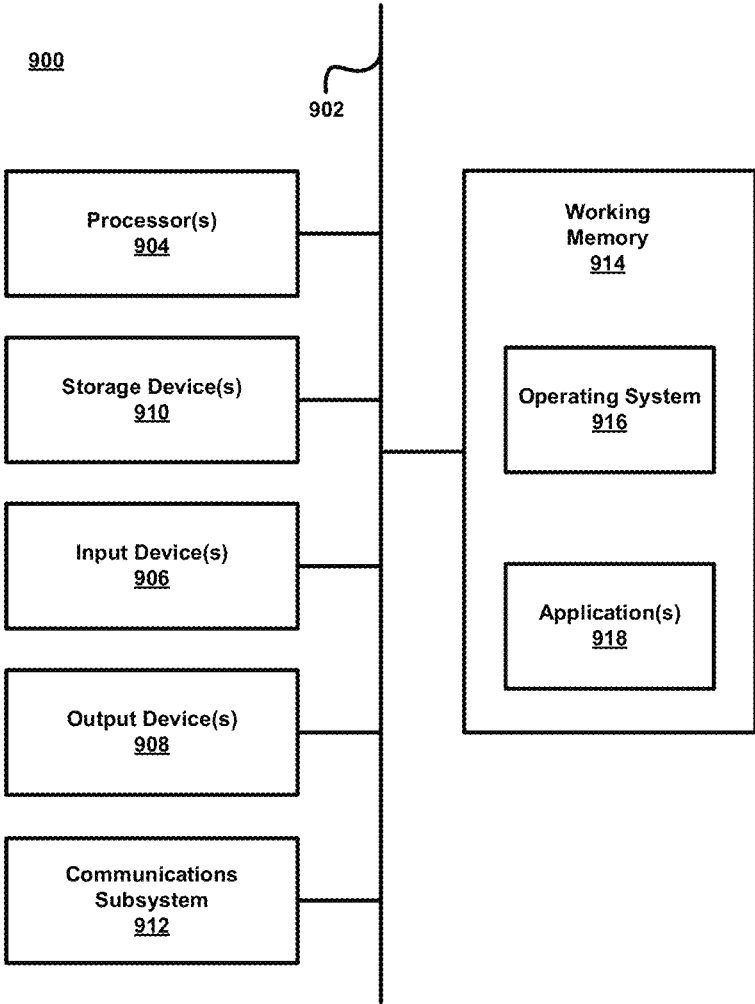 900
902
Processor(s)
904
Storage Device(s)
910
Input Device(s)
906
Output Device(s)
908
Communications
Subsystem
912
Working
Memory
914
Operating System
916
Application(s)
918